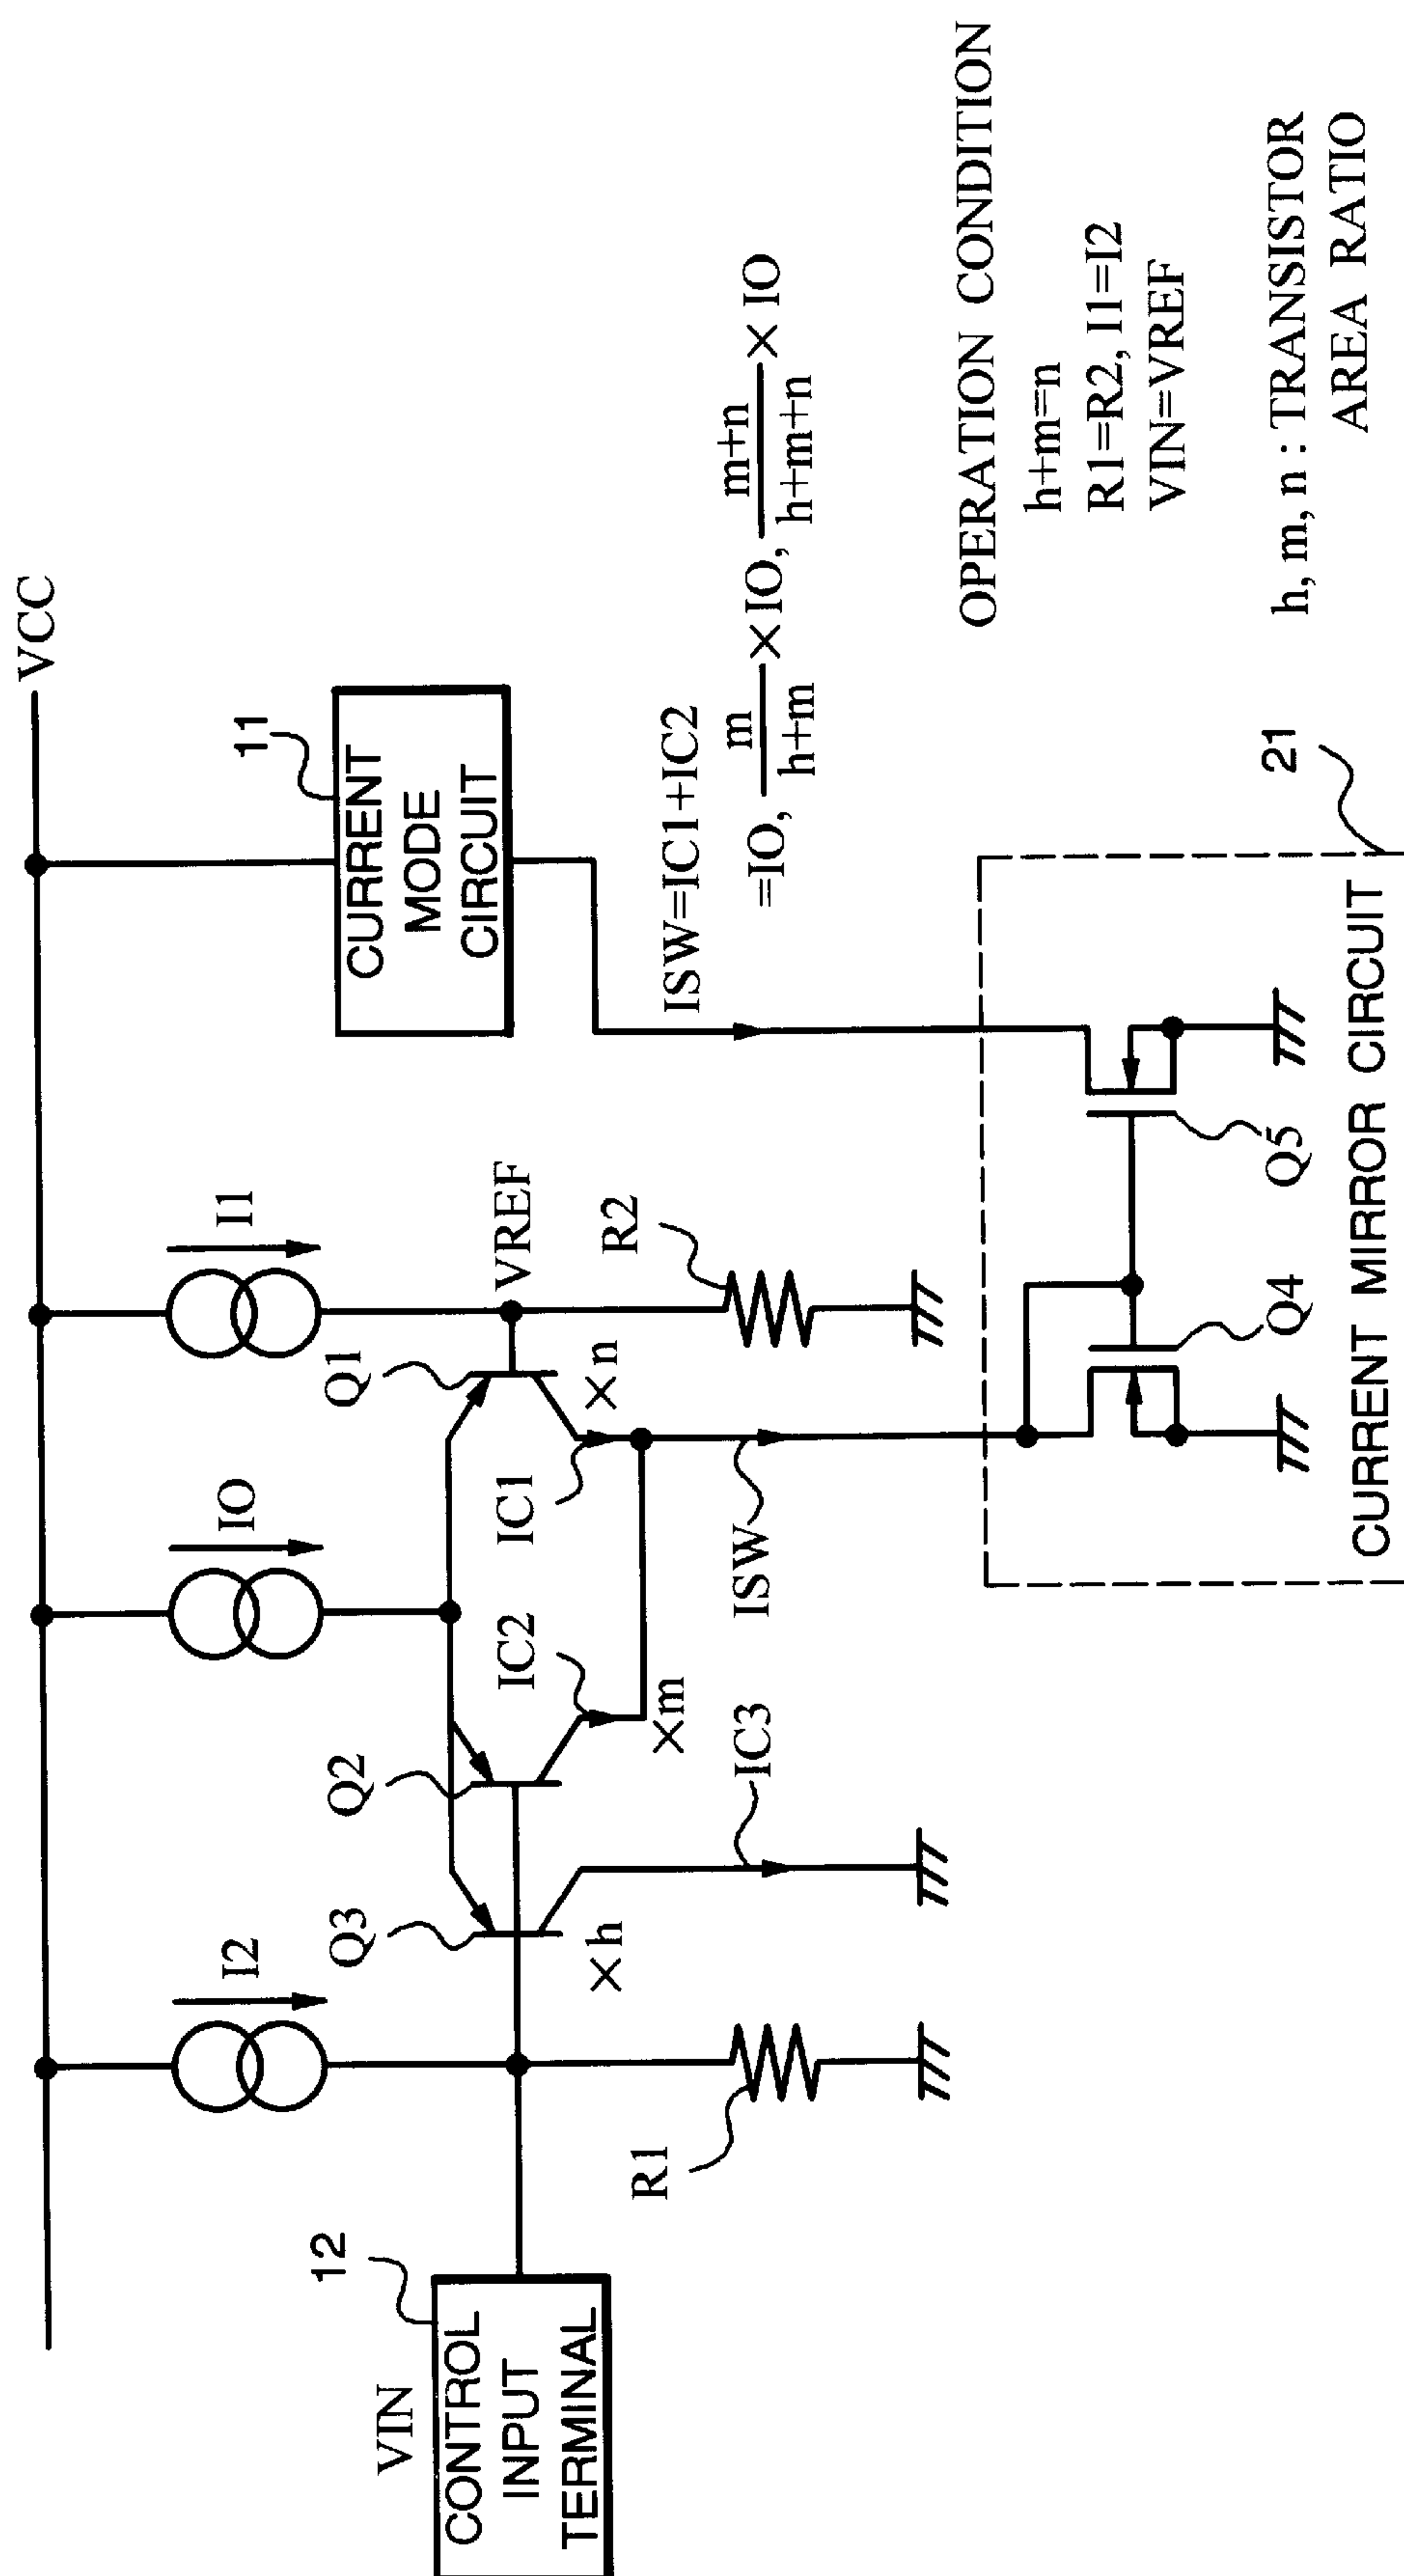 VCC
I2
IO
I1
11
CURRENT
MODE
CIRCUIT
12
VIN
CONTROL
INPUT
TERMINAL
Q3
Q2
Q1
VREF
×h
IC2
×m
IC1
×n
R1
IC3
ISW
R2
ISW=IC1+IC2
=IO, m/h+m ×IO, m+n/h+m+n ×IO
OPERATION CONDITION
h+m=n
R1=R2, I1=I2
VIN=VREF
h, m, n : TRANSISTOR
AREA RATIO
Q4
Q5
21
CURRENT MIRROR CIRCUIT